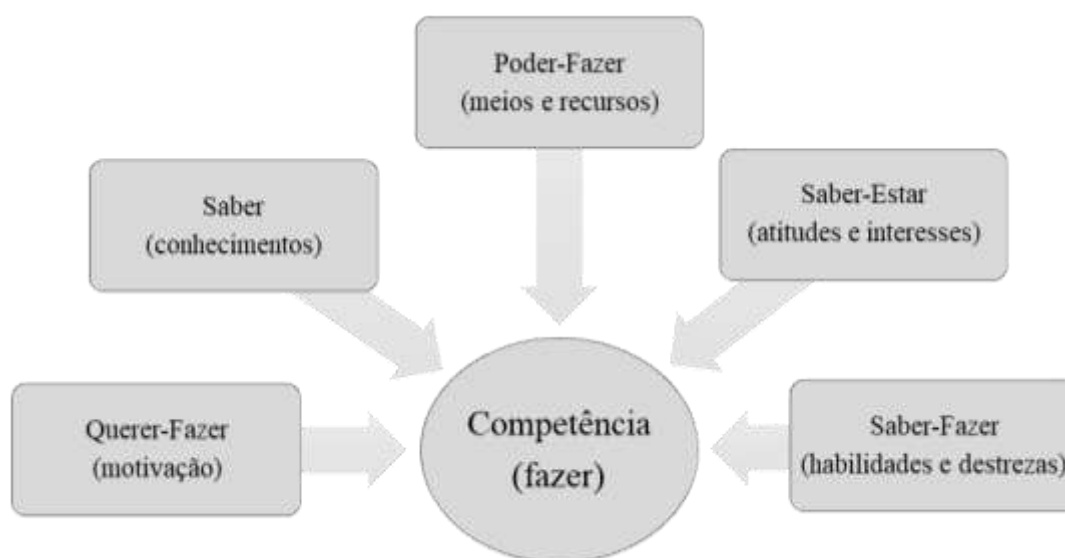 Poder-Fazer
(meios e recursos)
Saber
(conhecimentos)
Saber-Estar
(atitudes e interesses)
Querer-Fazer
(motivação)
Competência
(fazer)
Saber-Fazer
(habilidades e destrezas)